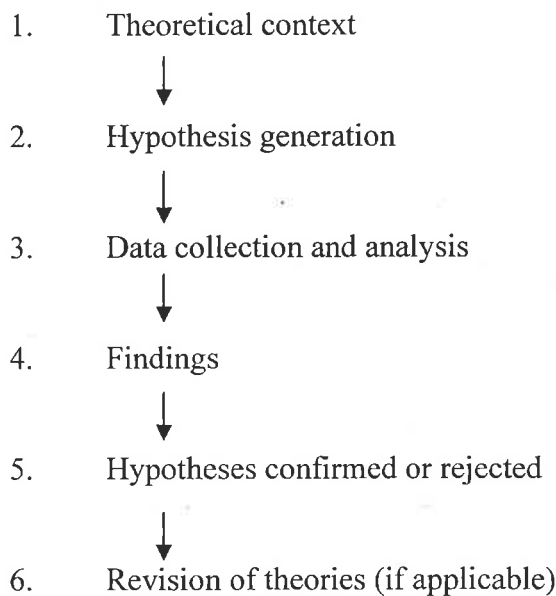 1. Theoretical context
2. Hypothesis generation
3. Data collection and analysis
4. Findings
5. Hypotheses confirmed or rejected
6. Revision of theories (if applicable)